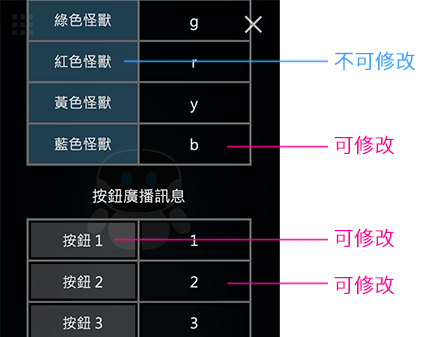 綠色怪獸 g
紅色怪獸 r 不可修改
黃色怪獸 y
藍色怪獸 b 可修改
按鈕廣播訊息
按鈕 1 1 可修改
按鈕 2 2 可修改
按鈕 3 3